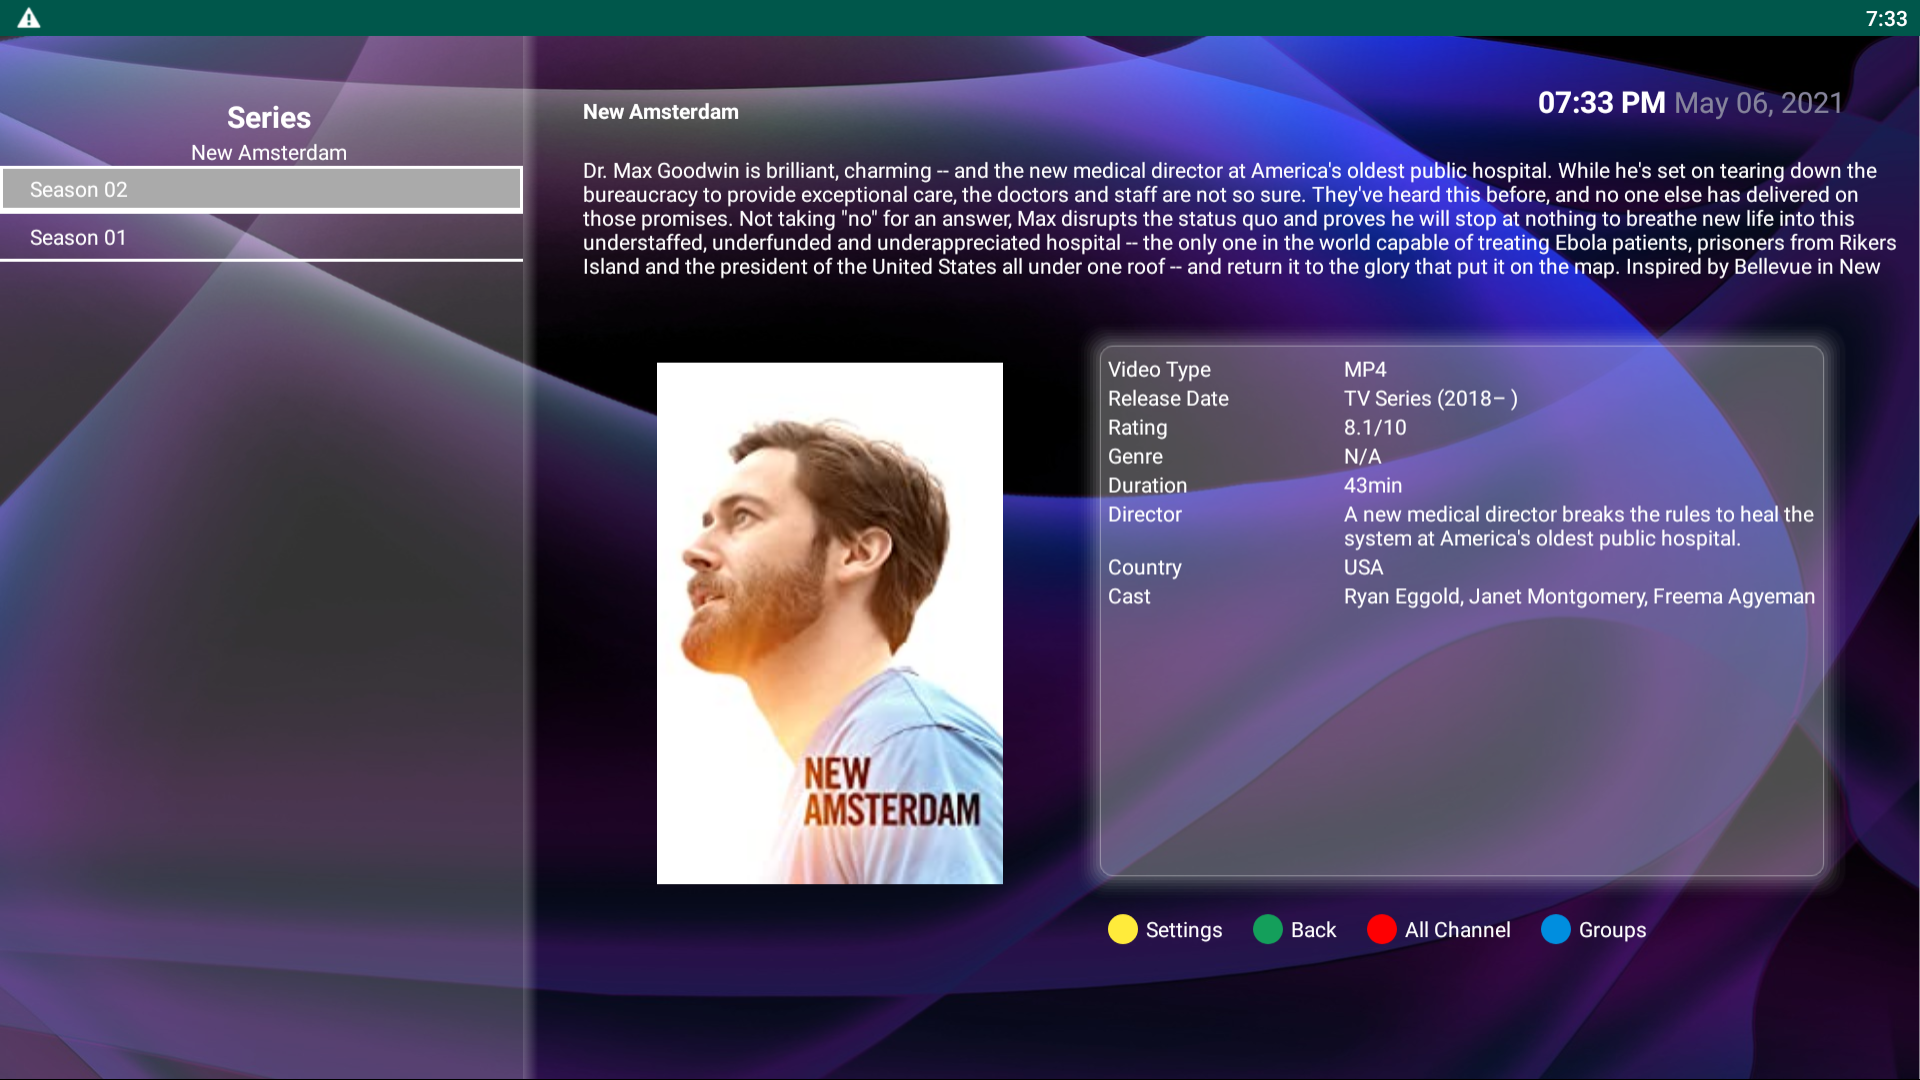 7:33
Series
New Amsterdam
Season 02
Season 01
New Amsterdam
07:33 PM May 06, 2021
Dr. Max Goodwin is brilliant, charming -- and the new medical director at America's oldest public hospital. While he's set on tearing down the
bureaucracy to provide exceptional care, the doctors and staff are not so sure. They've heard this before, and no one else has delivered on
those promises. Not taking "no" for an answer, Max disrupts the status quo and proves he will stop at nothing to breathe new life into this
understaffed, underfunded and underappreciated hospital -- the only one in the world capable of treating Ebola patients, prisoners from Rikers
Island and the president of the United States all under one roof -- and return it to the glory that put it on the map. Inspired by Bellevue in New
NEW
AMSTERDAM
Video Type MP4
Release Date TV Series (2018– )
Rating 8.1/10
Genre N/A
Duration 43min
Director A new medical director breaks the rules to heal the
system at America's oldest public hospital.
Country USA
Cast Ryan Eggold, Janet Montgomery, Freema Agyeman
Settings Back All Channel Groups